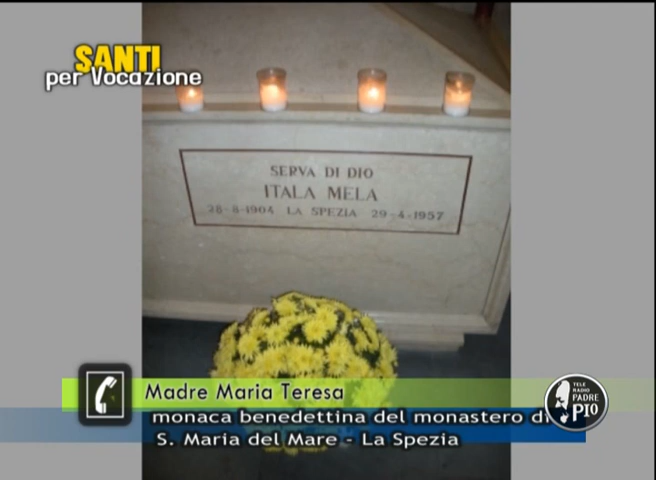 SANTI
per Vocazione
SERVA DI DIO
ITALA MELA
28-8-1904 LA SPEZIA 29-4-1957
Madre Maria Teresa
monaca benedettina del monastero di
S. Maria del Mare - La Spezia
TELE
RADIO
PADRE
PIO